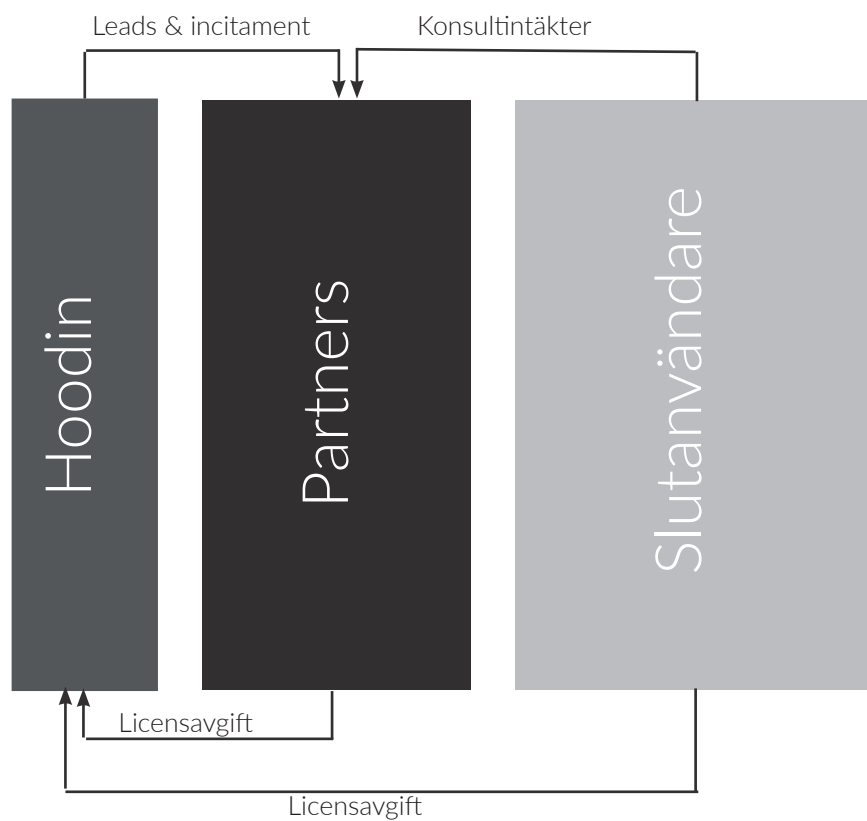 Leads & incitament
Konsultintäkter
Hoodin
Partners
Slutanvändare
Licensavgift
Licensavgift